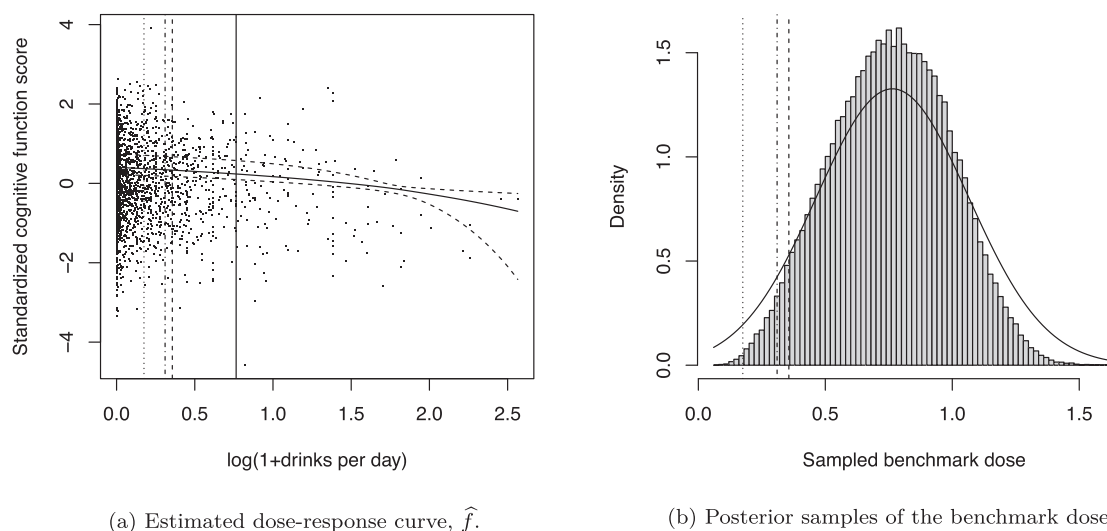 Standardized cognitive function score
4
2
0
−2
−4
0.0 0.5 1.0 1.5 2.0 2.5
log(1+drinks per day)
(a) Estimated dose-response curve, f̂.
Density
1.5
1.0
0.5
0.0
0.0 0.5 1.0 1.5
Sampled benchmark dose
(b) Posterior samples of the benchmark dose